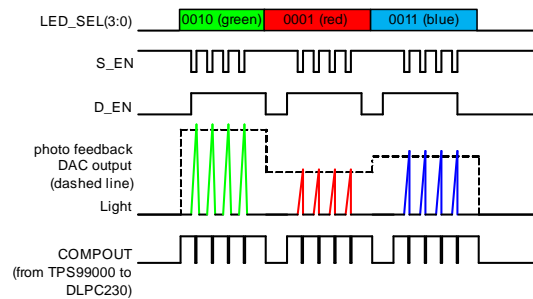 LED_SEL(3:0)
0010 (green)
0001 (red)
0011 (blue)
S_EN
D_EN
photo feedback
DAC output
(dashed line)
Light
COMPOUT
(from TPS99000 to
DLPC230)